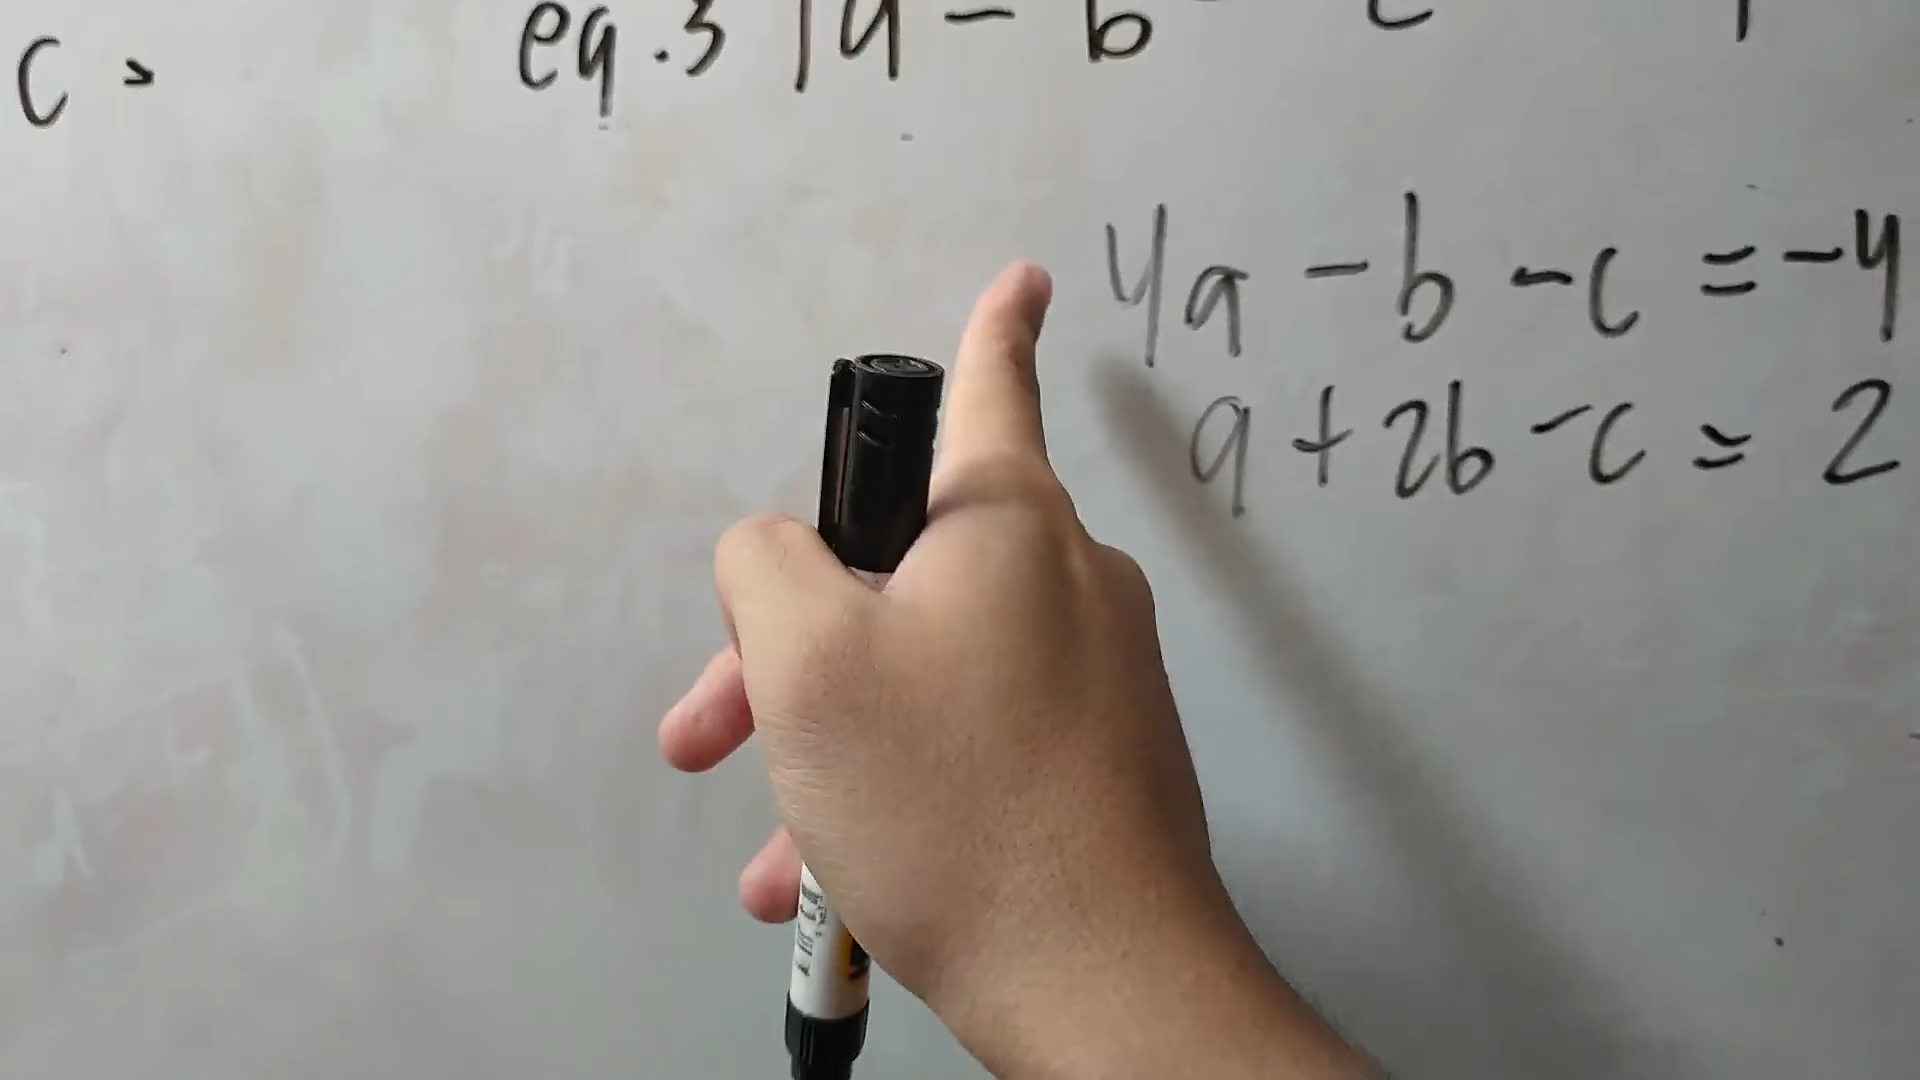 c =
eq.3 | a - b - c
4a - b - c = -4
a + 2b - c = 2